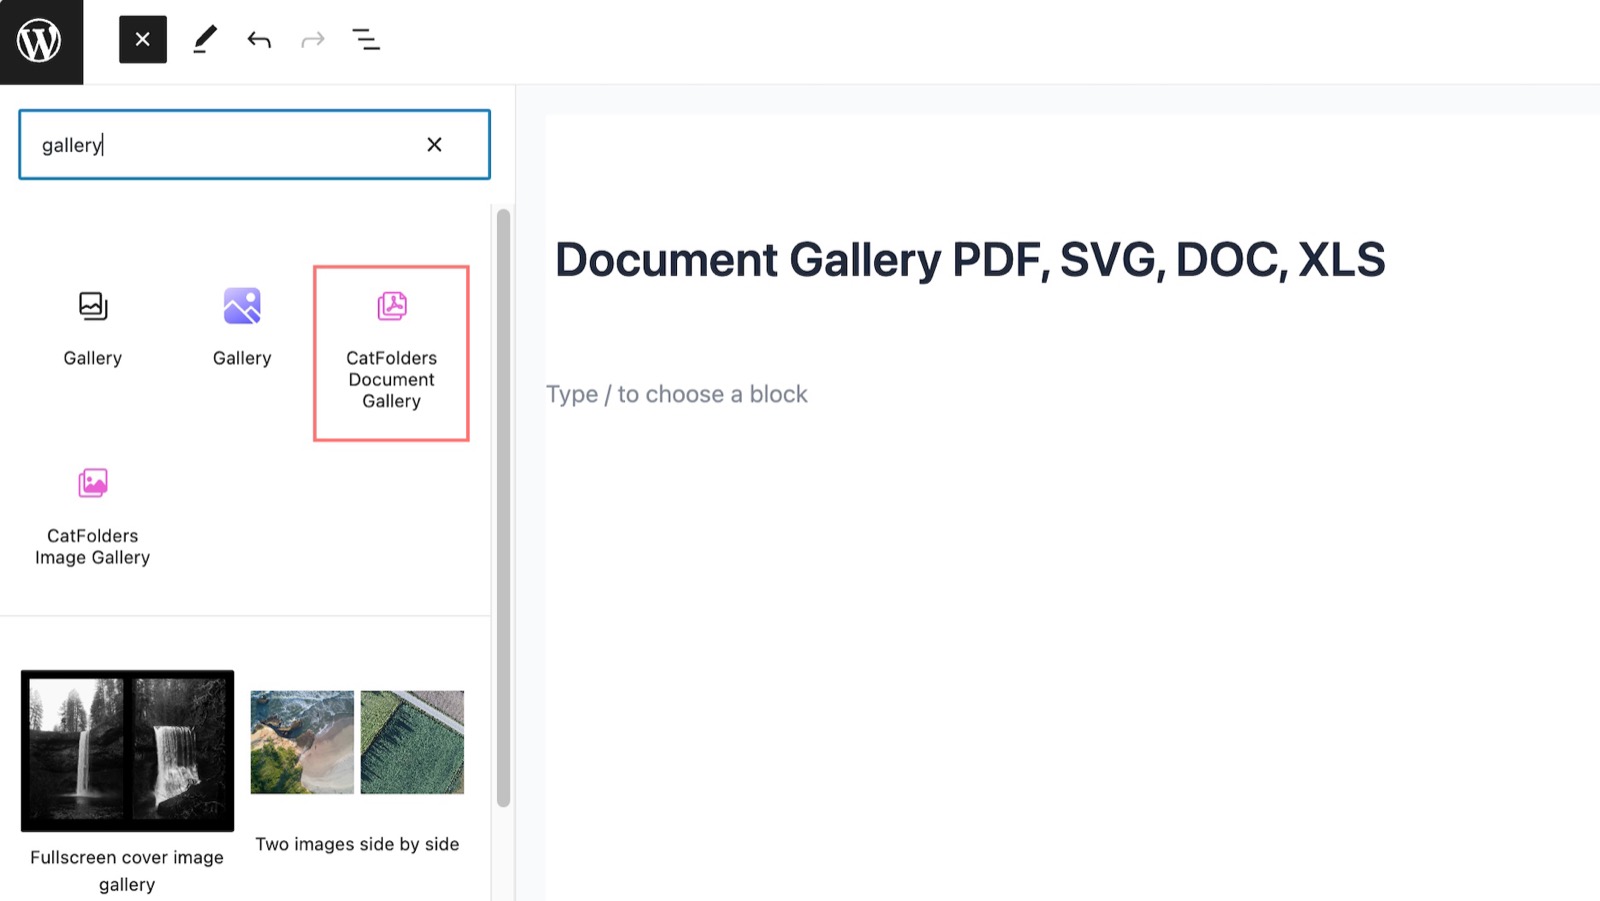 gallery
Document Gallery PDF, SVG, DOC, XLS
Type / to choose a block
Gallery
Gallery
CatFolders
Document
Gallery
CatFolders
Image Gallery
Fullscreen cover image
gallery
Two images side by side